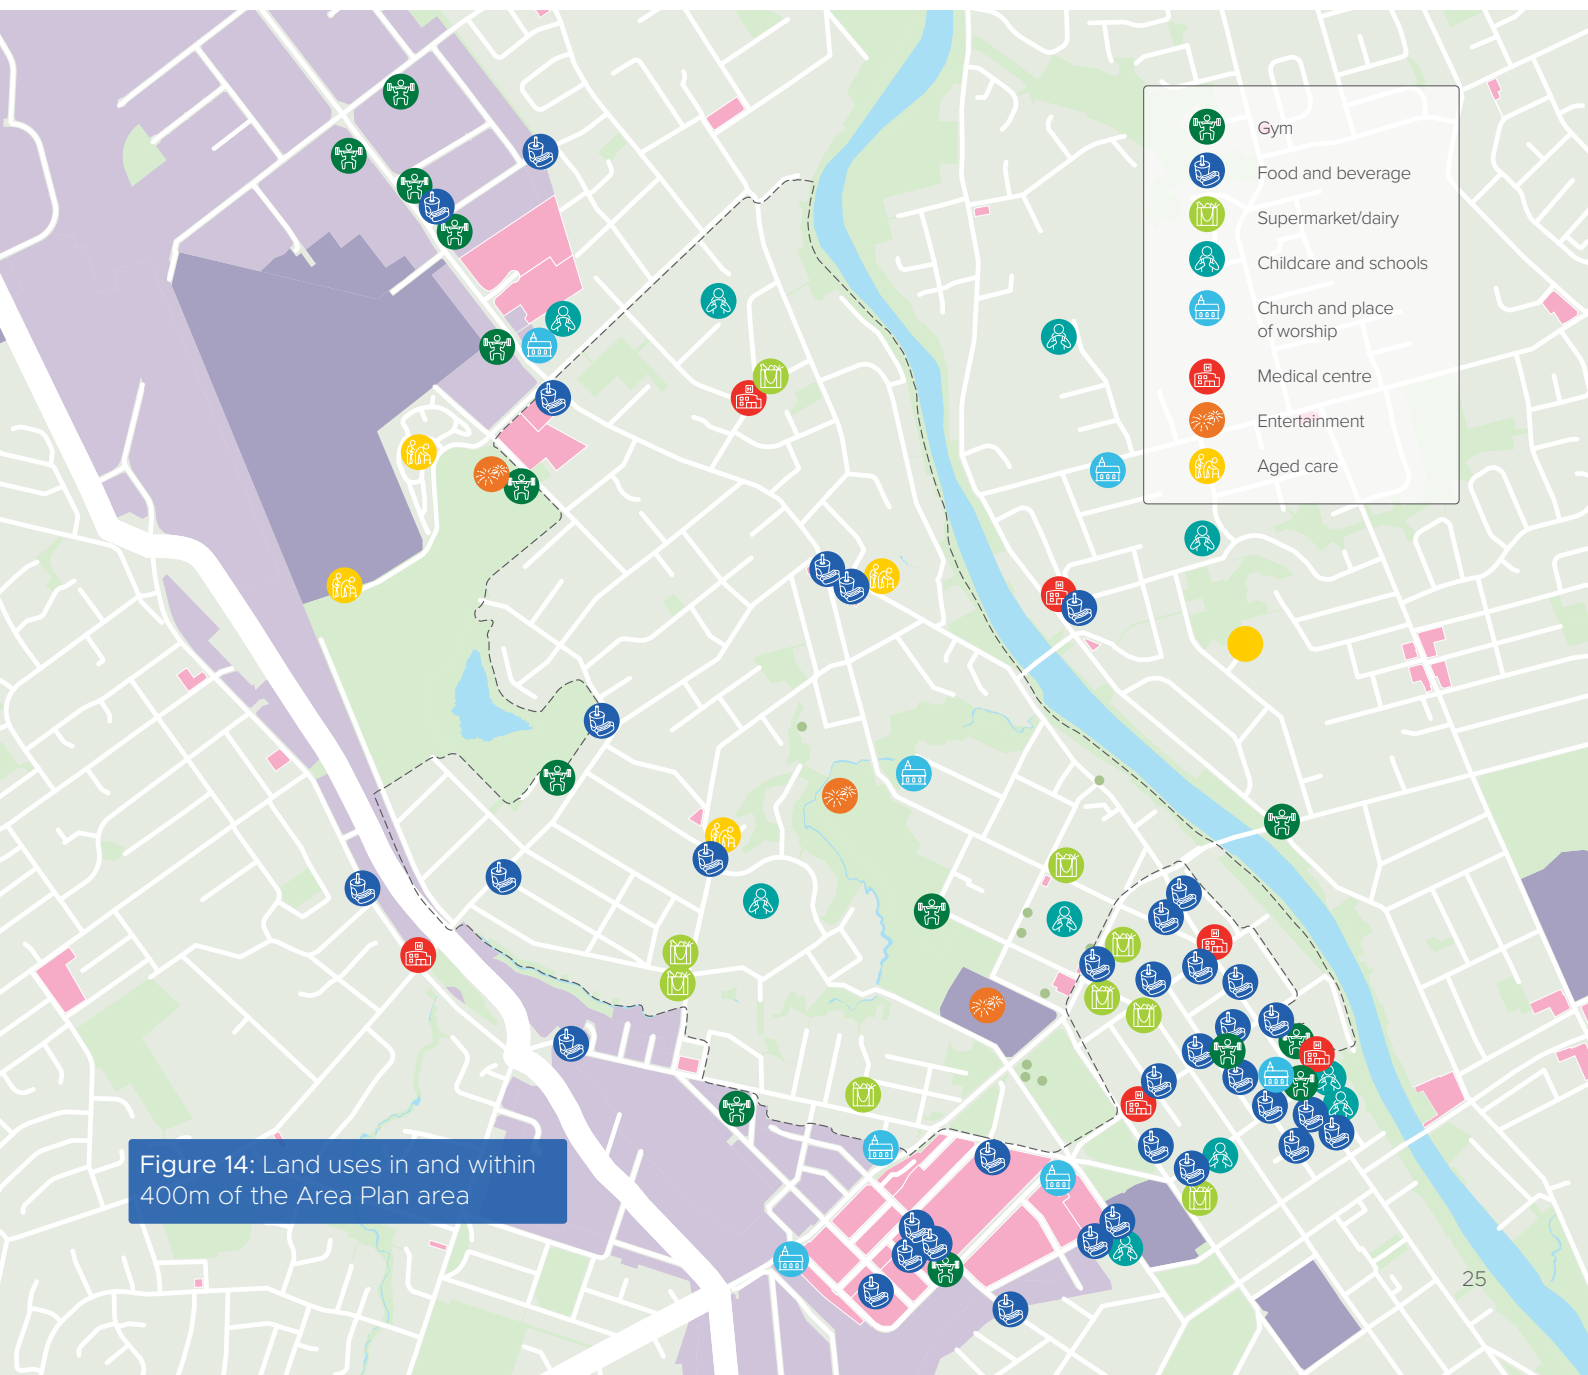 Gym
Food and beverage
Supermarket/dairy
Childcare and schools
Church and place
of worship
Medical centre
Entertainment
Aged care
Figure 14: Land uses in and within
400m of the Area Plan area
25